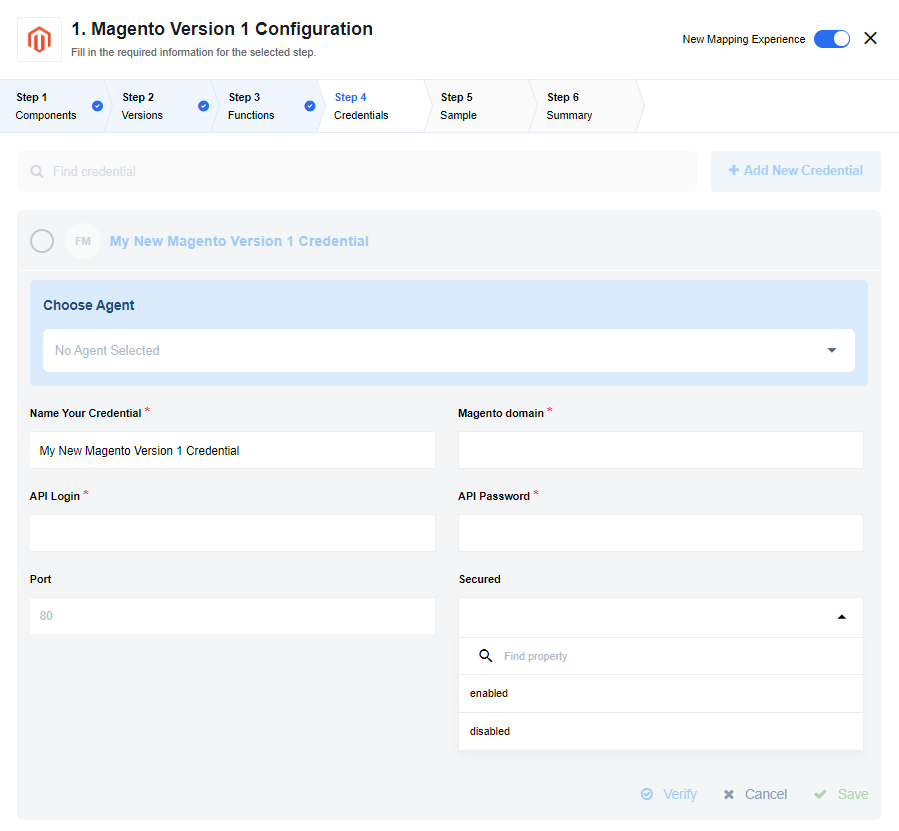 1. Magento Version 1 Configuration
Fill in the required information for the selected step.
New Mapping Experience
Step 1
Components
Step 2
Versions
Step 3
Functions
Step 4
Credentials
Step 5
Sample
Step 6
Summary
Find credential
+ Add New Credential
FM
My New Magento Version 1 Credential
Choose Agent
No Agent Selected
Name Your Credential *
Magento domain *
My New Magento Version 1 Credential
API Login *
API Password *
Port
Secured
80
Find property
enabled
disabled
Verify
Cancel
Save